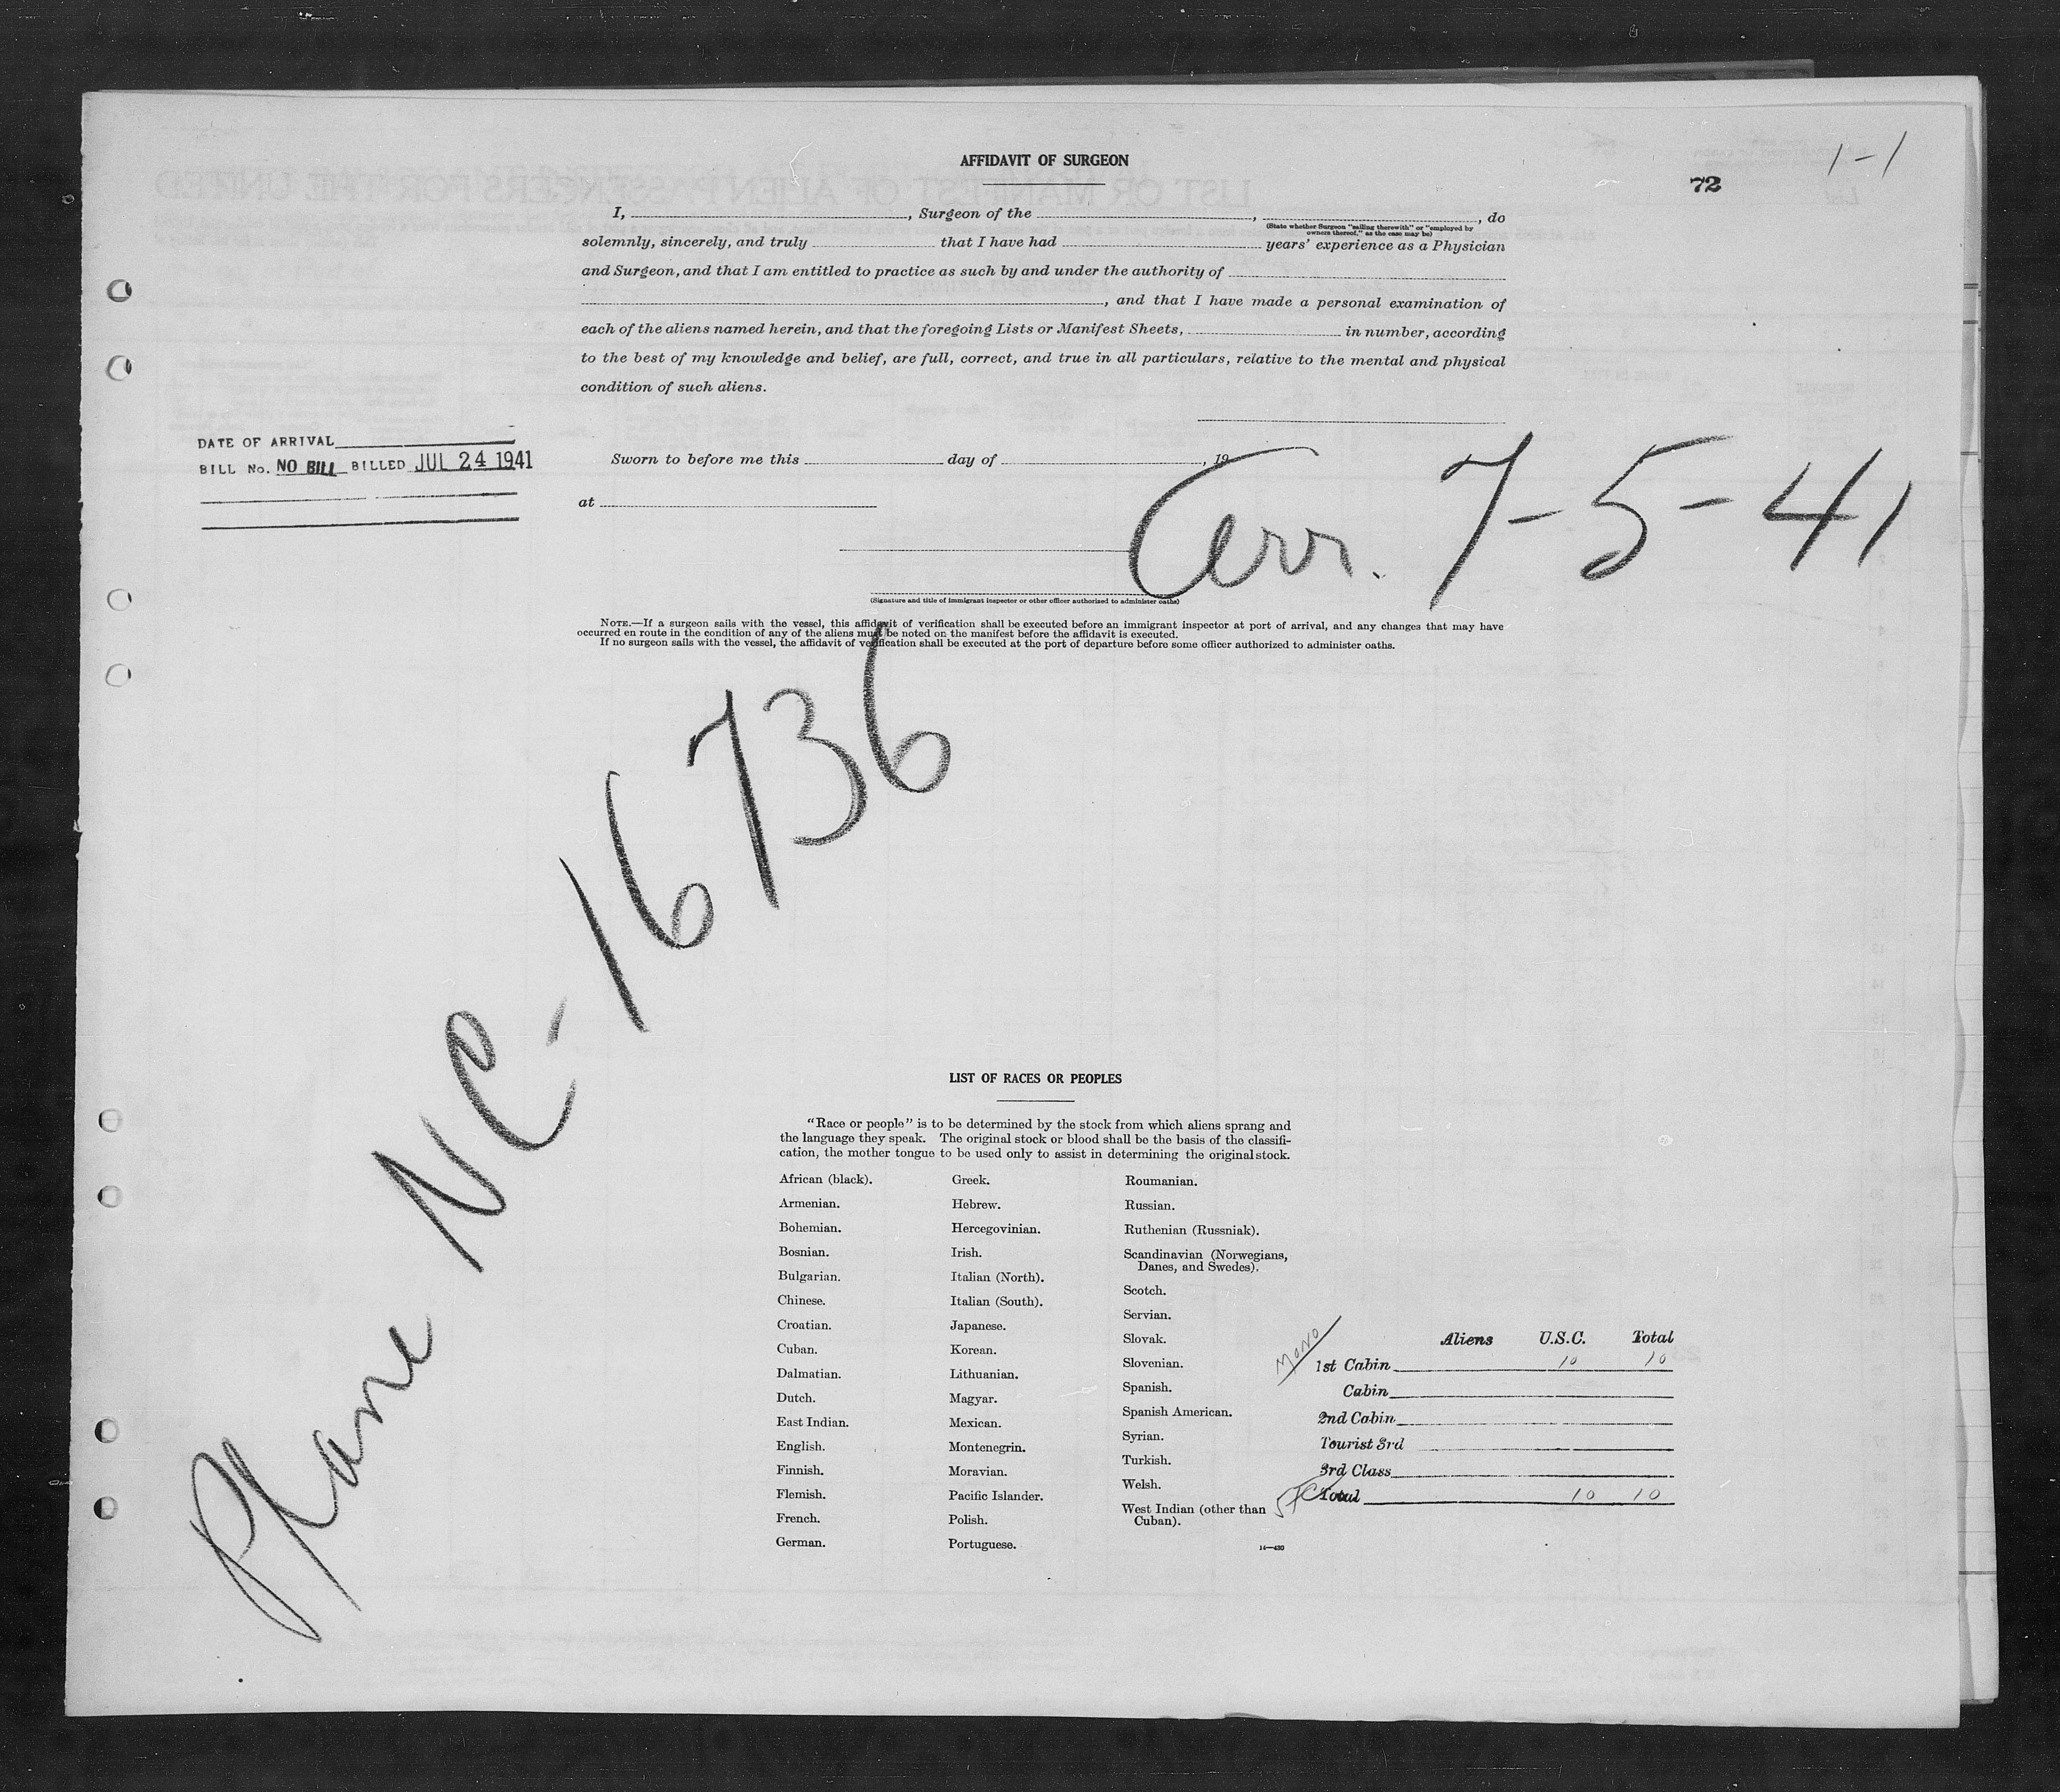 AFFIDAVIT OF SURGEON
1-1
72
I, , Surgeon of the , , do
(State whether Surgeon "sailing therewith" or "employed by
owners thereof," as the case may be)
solemnly, sincerely, and truly that I have had years' experience as a Physician
and Surgeon, and that I am entitled to practice as such by and under the authority of
, and that I have made a personal examination of
each of the aliens named herein, and that the foregoing Lists or Manifest Sheets, in number, according
to the best of my knowledge and belief, are full, correct, and true in all particulars, relative to the mental and physical
condition of such aliens.
DATE OF ARRIVAL
BILL No. NO BILL BILLED JUL 24 1941
Sworn to before me this day of , 19
at
Arr. 7-5-41
(Signature and title of immigrant inspector or other officer authorized to administer oaths)
NOTE.—If a surgeon sails with the vessel, this affidavit of verification shall be executed before an immigrant inspector at port of arrival, and any changes that may have
occurred en route in the condition of any of the aliens must be noted on the manifest before the affidavit is executed.
If no surgeon sails with the vessel, the affidavit of verification shall be executed at the port of departure before some officer authorized to administer oaths.
Plane NC-16736
LIST OF RACES OR PEOPLES
"Race or people" is to be determined by the stock from which aliens sprang and
the language they speak. The original stock or blood shall be the basis of the classifi-
cation, the mother tongue to be used only to assist in determining the original stock.
African (black).
Armenian.
Bohemian.
Bosnian.
Bulgarian.
Chinese.
Croatian.
Cuban.
Dalmatian.
Dutch.
East Indian.
English.
Finnish.
Flemish.
French.
German.
Greek.
Hebrew.
Hercegovinian.
Irish.
Italian (North).
Italian (South).
Japanese.
Korean.
Lithuanian.
Magyar.
Mexican.
Montenegrin.
Moravian.
Pacific Islander.
Polish.
Portuguese.
Roumanian.
Russian.
Ruthenian (Russniak).
Scandinavian (Norwegians,
Danes, and Swedes).
Scotch.
Servian.
Slovak.
Slovenian.
Spanish.
Spanish American.
Syrian.
Turkish.
Welsh.
West Indian (other than
Cuban).
14—430
Aliens U.S.C. Total
1st Cabin 10 10
Cabin
2nd Cabin
Tourist 3rd
3rd Class
Total 10 10